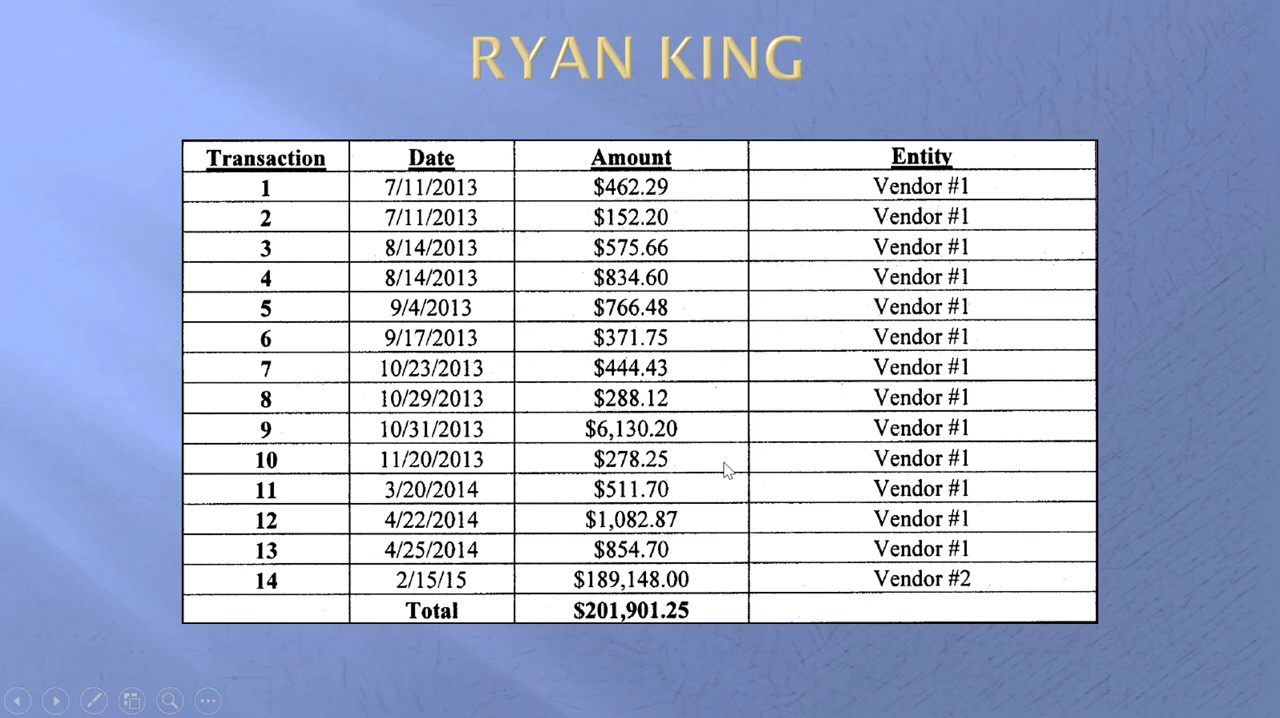 RYAN KING
Transaction Date Amount Entity
1 7/11/2013 $462.29 Vendor #1
2 7/11/2013 $152.20 Vendor #1
3 8/14/2013 $575.66 Vendor #1
4 8/14/2013 $834.60 Vendor #1
5 9/4/2013 $766.48 Vendor #1
6 9/17/2013 $371.75 Vendor #1
7 10/23/2013 $444.43 Vendor #1
8 10/29/2013 $288.12 Vendor #1
9 10/31/2013 $6,130.20 Vendor #1
10 11/20/2013 $278.25 Vendor #1
11 3/20/2014 $511.70 Vendor #1
12 4/22/2014 $1,082.87 Vendor #1
13 4/25/2014 $854.70 Vendor #1
14 2/15/15 $189,148.00 Vendor #2
Total $201,901.25